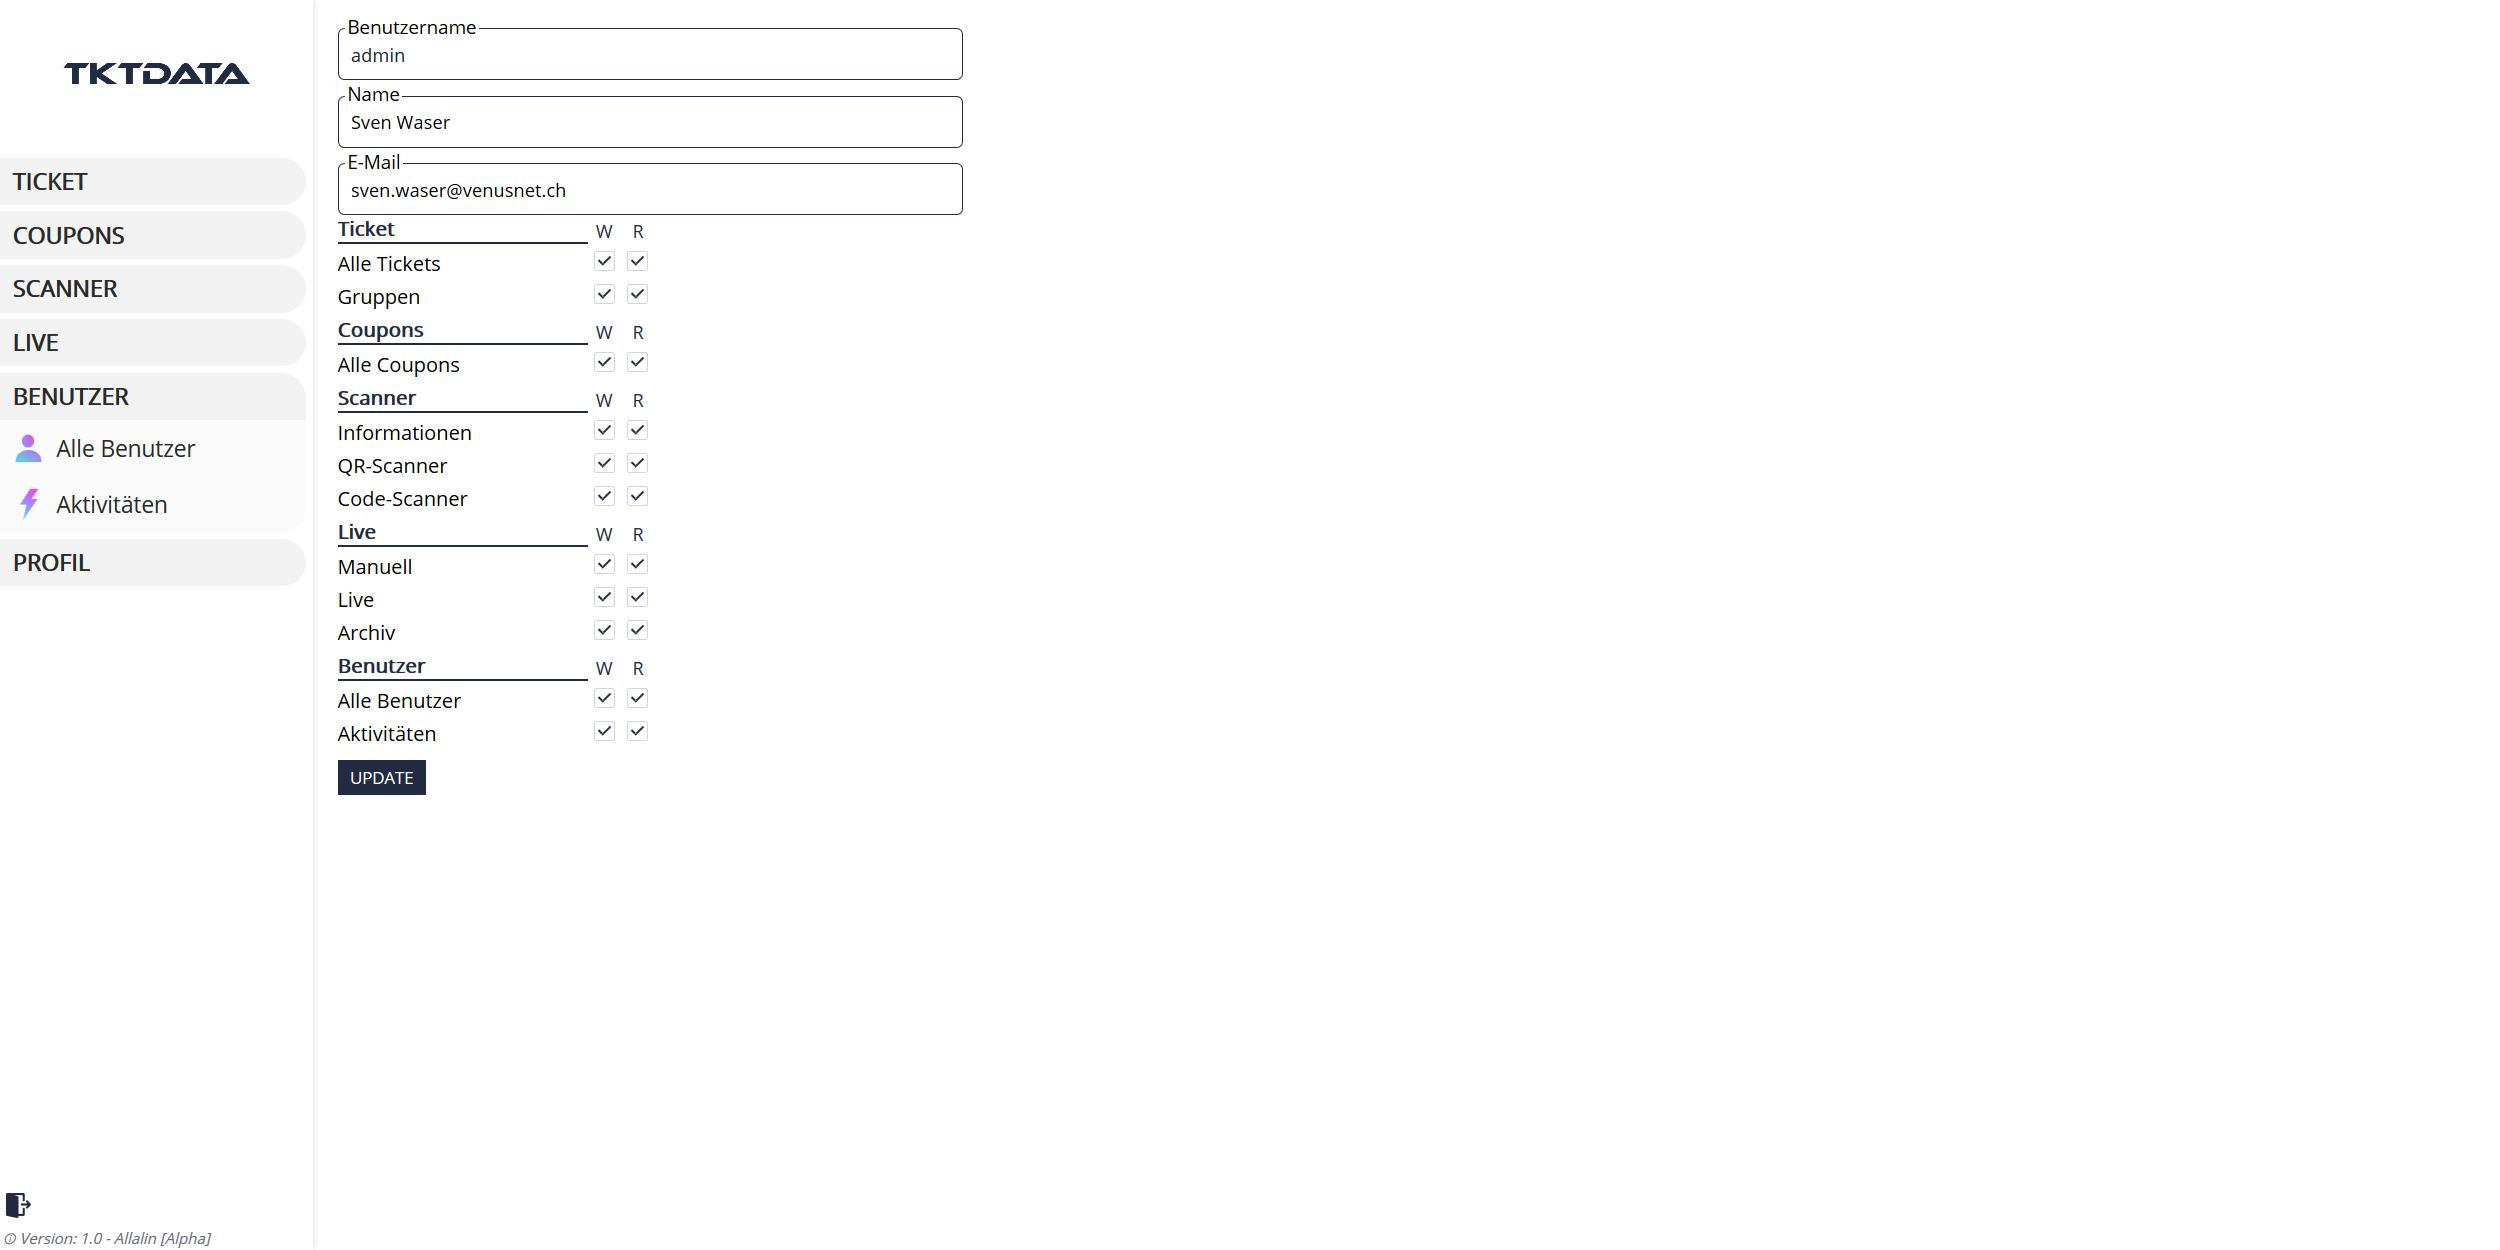 TKTDATA
TICKET
COUPONS
SCANNER
LIVE
BENUTZER
Alle Benutzer
Aktivitäten
PROFIL
Version: 1.0 - Allalin [Alpha]
Benutzername
admin
Name
Sven Waser
E-Mail
sven.waser@venusnet.ch
Ticket W R
Alle Tickets
Gruppen
Coupons W R
Alle Coupons
Scanner W R
Informationen
QR-Scanner
Code-Scanner
Live W R
Manuell
Live
Archiv
Benutzer W R
Alle Benutzer
Aktivitäten
UPDATE